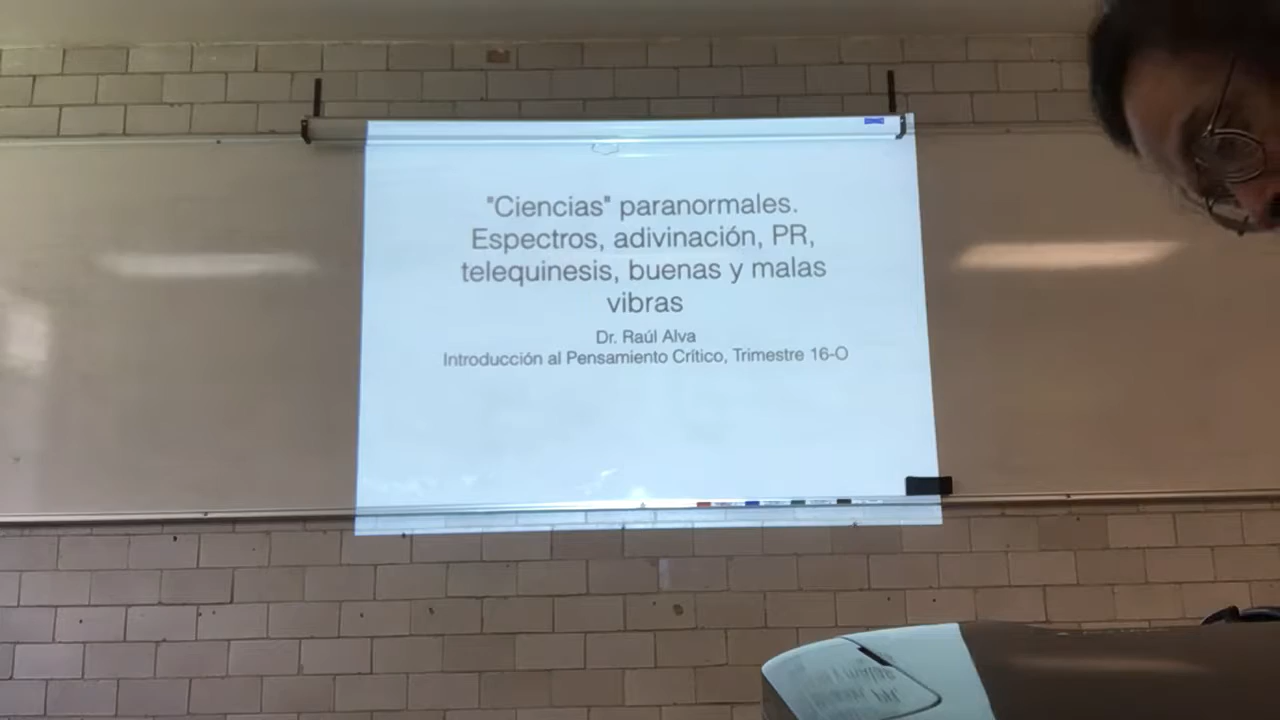 "Ciencias" paranormales.
Espectros, adivinación, PR,
telequinesis, buenas y malas
vibras
Dr. Raúl Alva
Introducción al Pensamiento Crítico, Trimestre 16-O